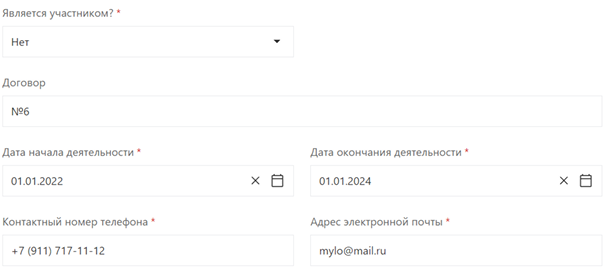 Является участником? *
Нет
Договор
№6
Дата начала деятельности * Дата окончания деятельности *
01.01.2022 01.01.2024
Контактный номер телефона * Адрес электронной почты *
+7 (911) 717-11-12 mylo@mail.ru